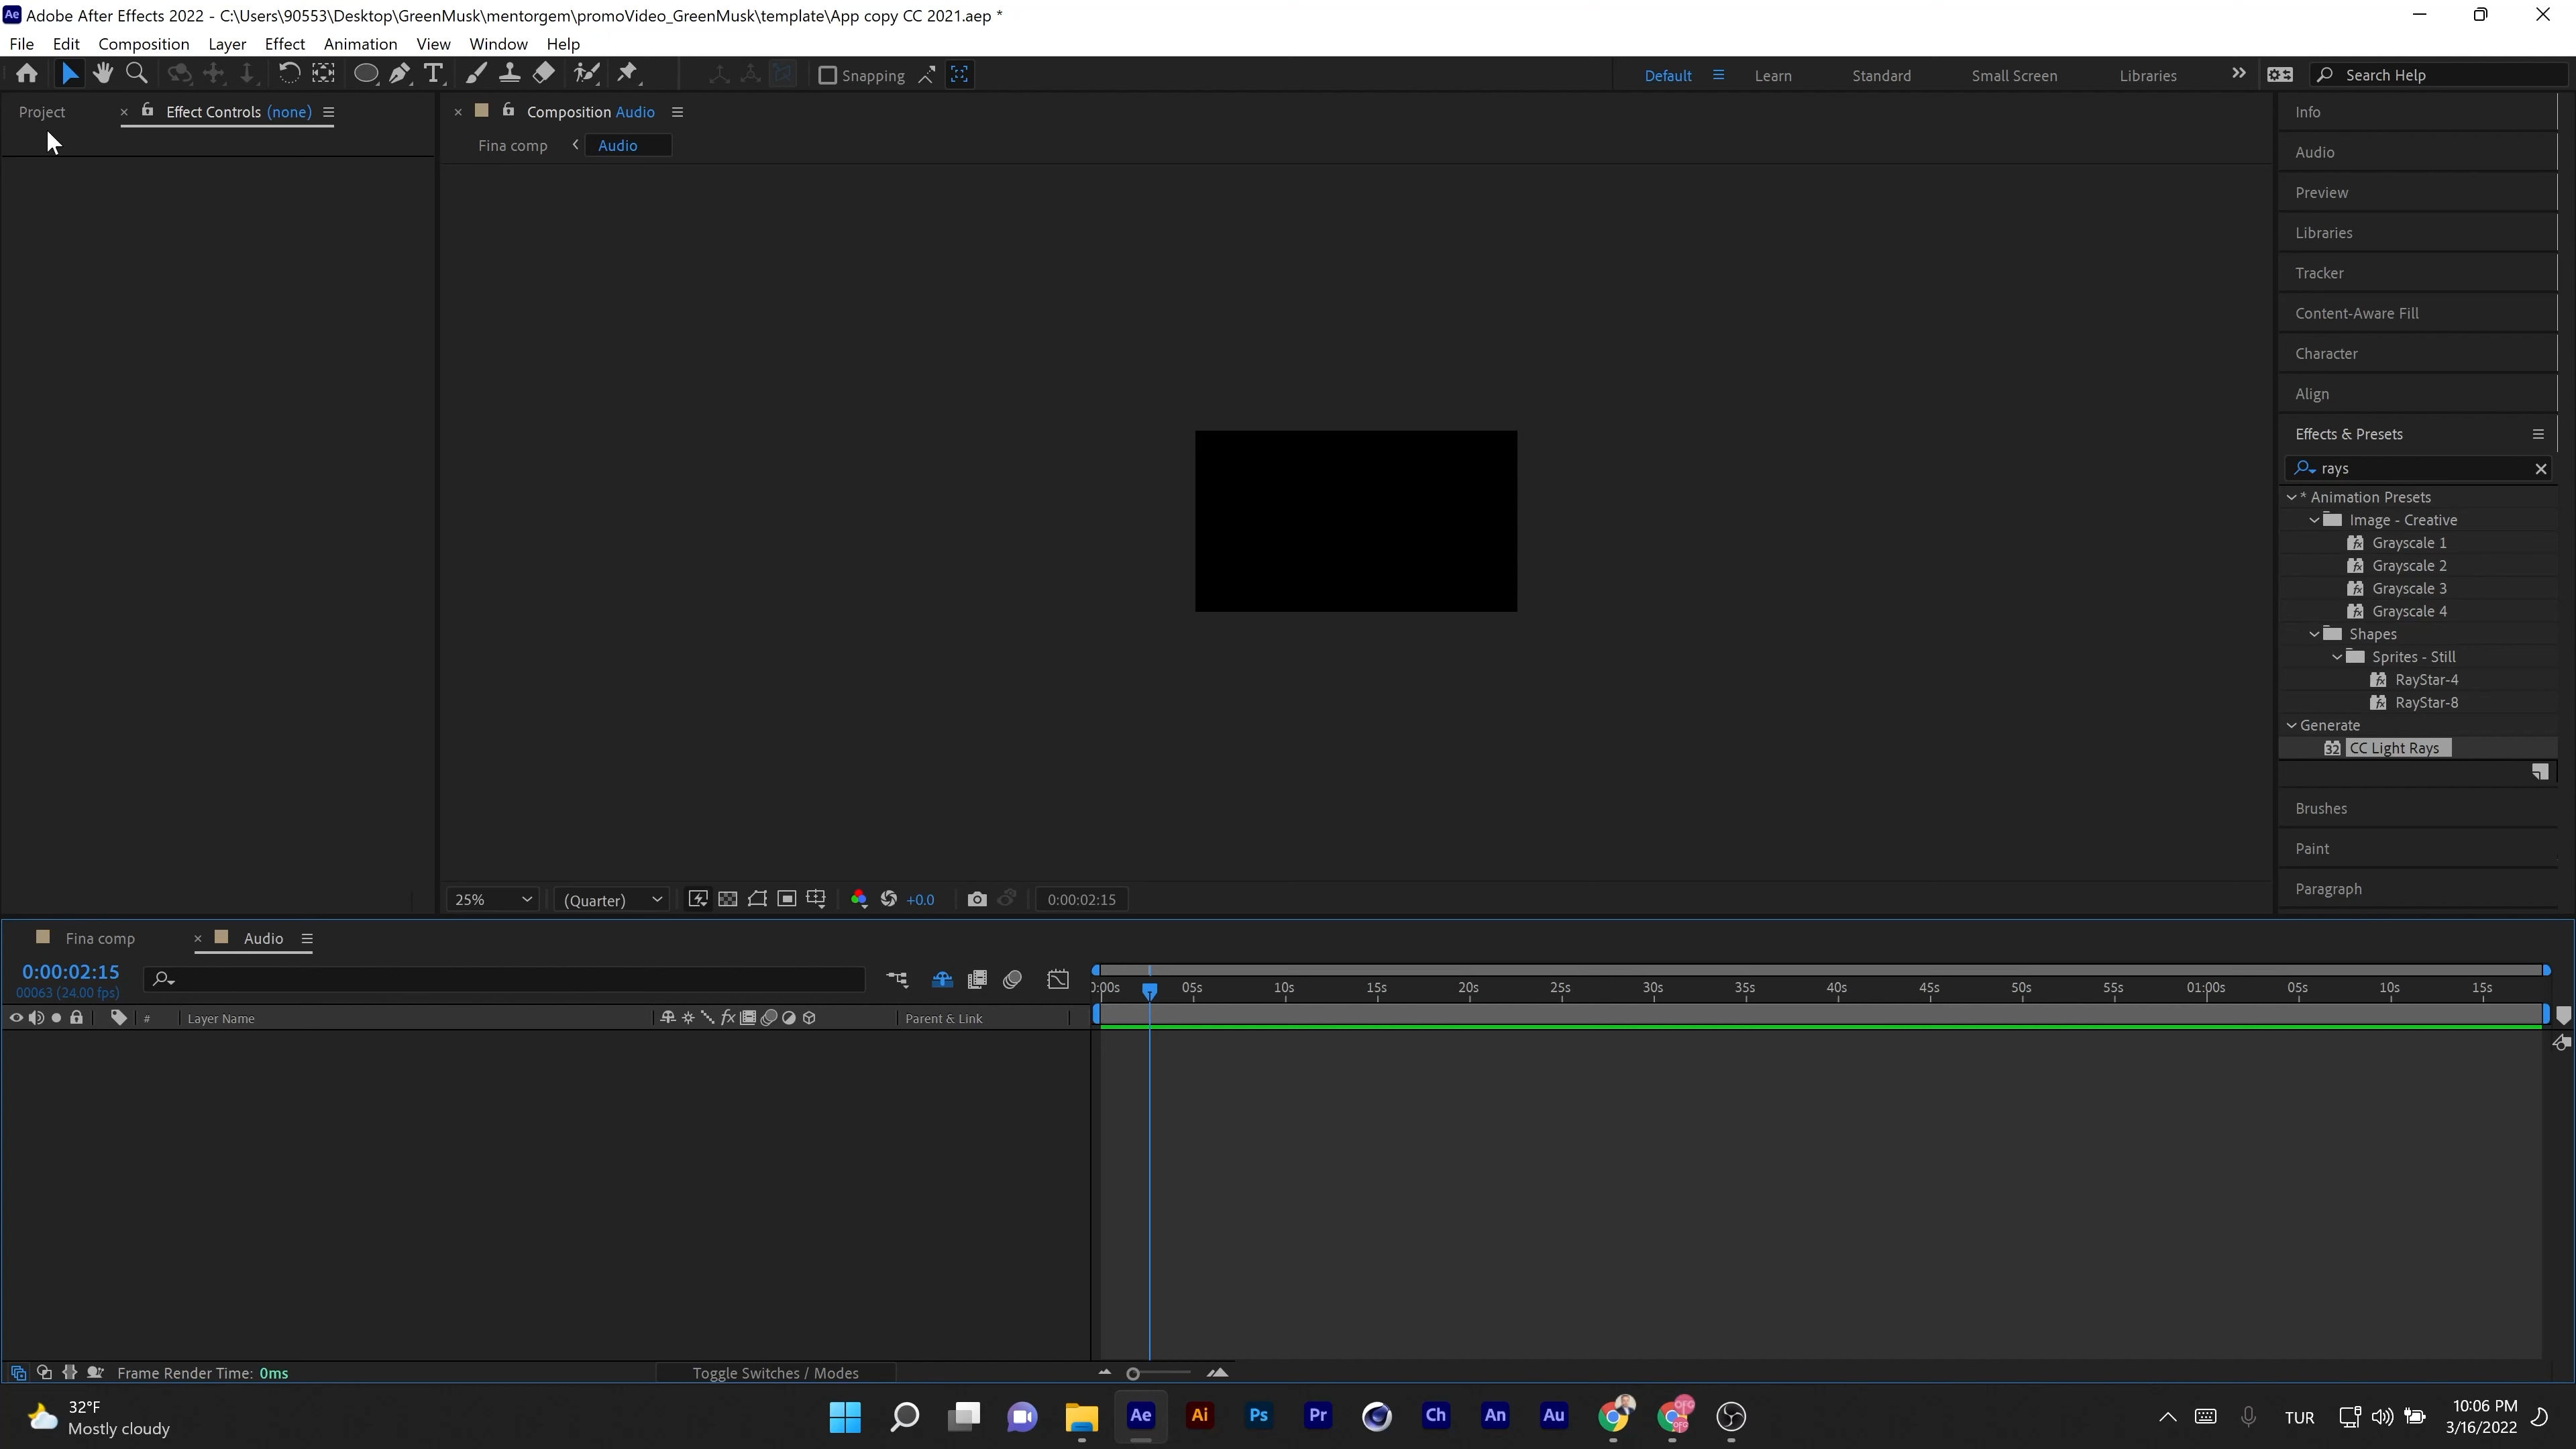 Ae Adobe After Effects 2022 - C:\Users\90553\Desktop\GreenMusk\mentorgem\promoVideo_GreenMusk\template\App copy CC 2021.aep *
File Edit Composition Layer Effect Animation View Window Help
Snapping
Default Learn Standard Small Screen Libraries Search Help
Project Effect Controls (none)
Composition Audio
Fina comp Audio
Info
Audio
Preview
Libraries
Tracker
Content-Aware Fill
Character
Align
Effects & Presets
rays
* Animation Presets
Image - Creative
Grayscale 1
Grayscale 2
Grayscale 3
Grayscale 4
Shapes
Sprites - Still
RayStar-4
RayStar-8
Generate
32 CC Light Rays
Brushes
Paint
Paragraph
25% (Quarter) +0.0 0:00:02:15
Fina comp Audio
0:00:02:15
00063 (24.00 fps)
):00s 05s 10s 15s 20s 25s 30s 35s 40s 45s 50s 55s 01:00s 05s 10s 15s
# Layer Name fx Parent & Link
Frame Render Time: 0ms Toggle Switches / Modes
32°F
Mostly cloudy
Ae Ai Ps Pr Ch An Au
TUR
10:06 PM
3/16/2022